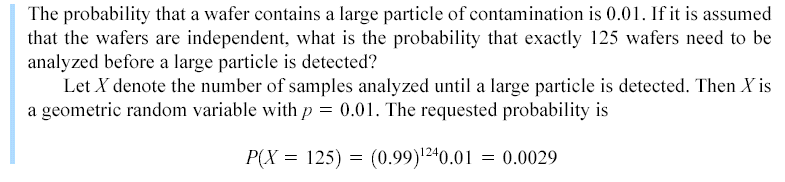 The probability that a wafer contains a large particle of contamination is 0.01. If it is assumed
that the wafers are independent, what is the probability that exactly 125 wafers need to be
analyzed before a large particle is detected?
Let X denote the number of samples analyzed until a large particle is detected. Then X is
a geometric random variable with p = 0.01. The requested probability is
P(X = 125) = (0.99)¹²⁴0.01 = 0.0029